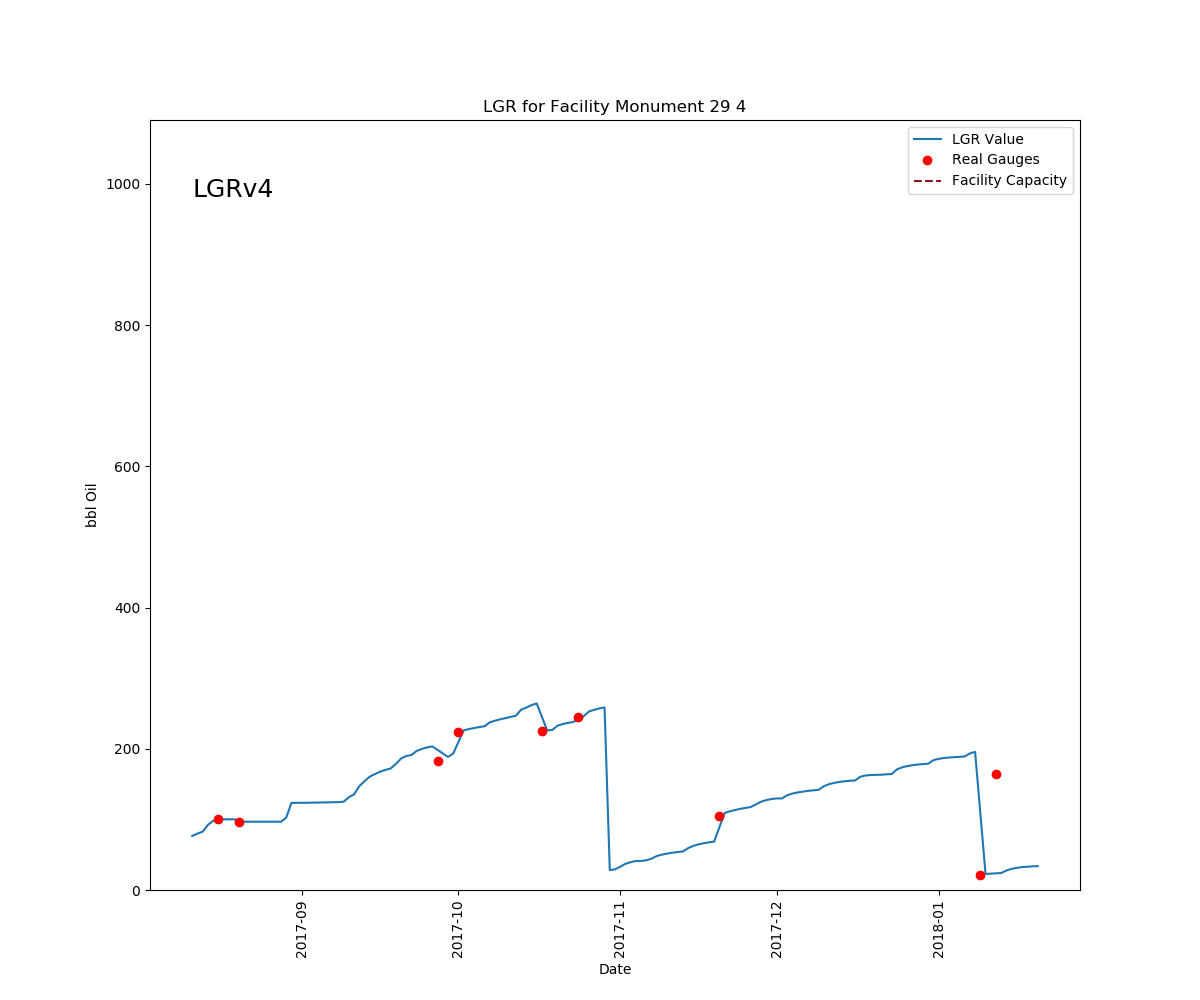 LGR for Facility Monument 29 4
LGRv4
LGR Value
Real Gauges
Facility Capacity
bbl Oil
1000
800
600
400
200
0
2017-09
2017-10
2017-11
2017-12
2018-01
Date